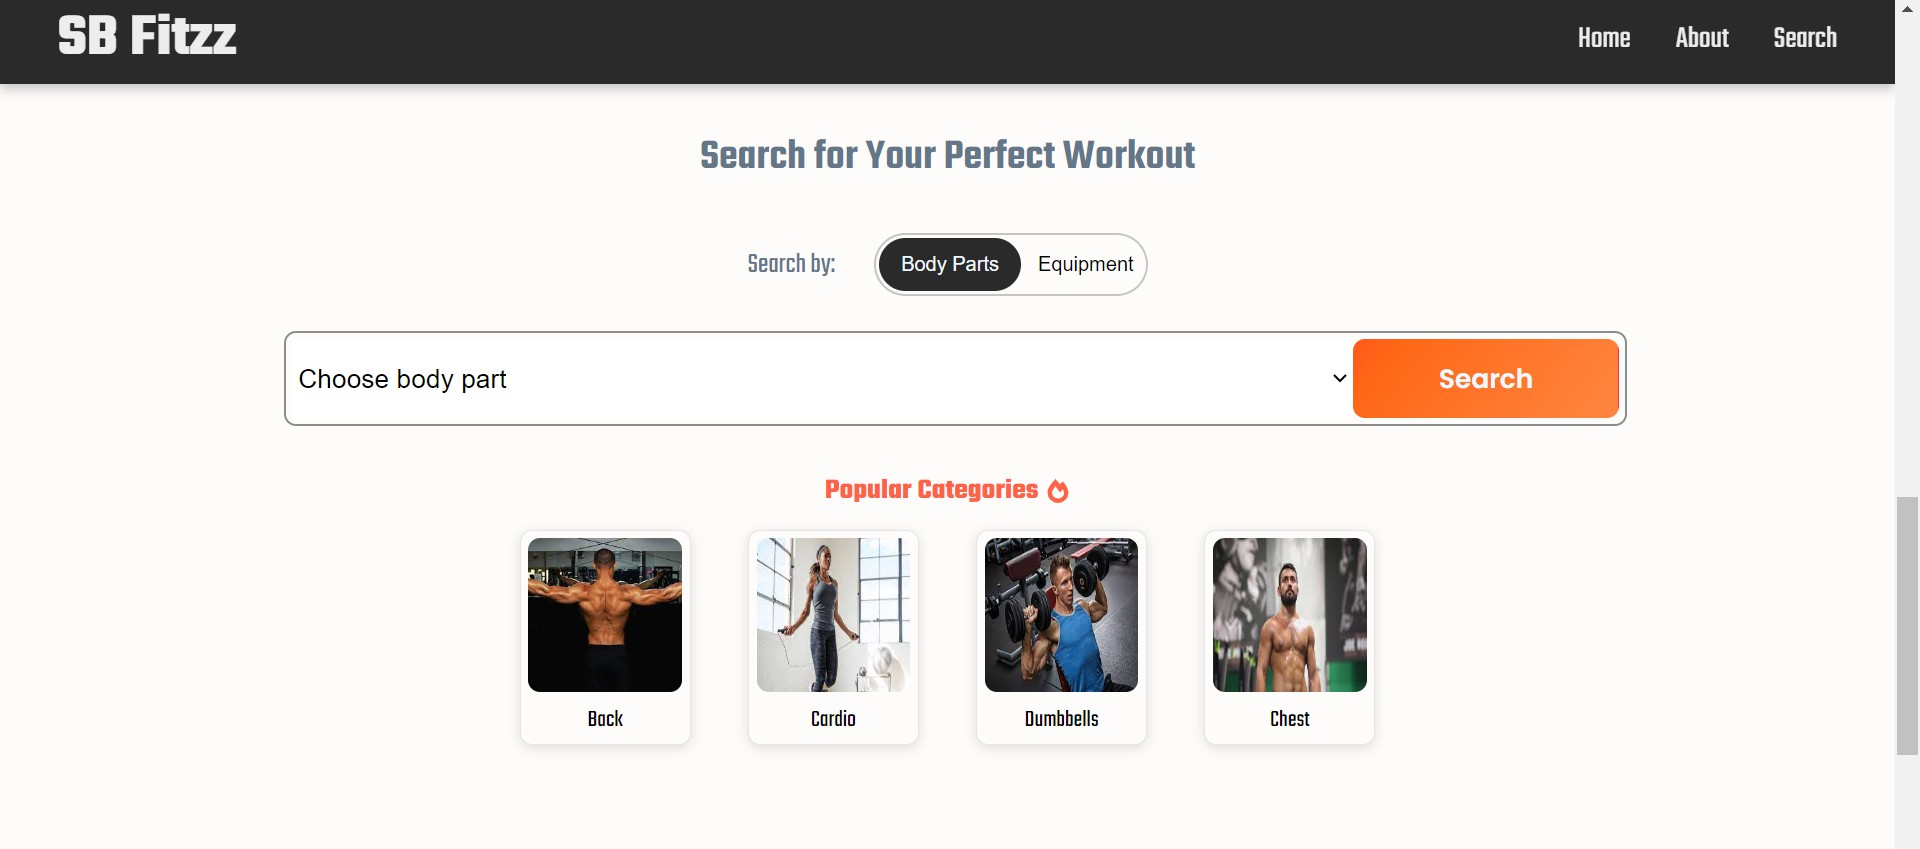 SB Fitzz
Home About Search
Search for Your Perfect Workout
Search by: Body Parts Equipment
Choose body part
Search
Popular Categories
Back Cardio Dumbbells Chest